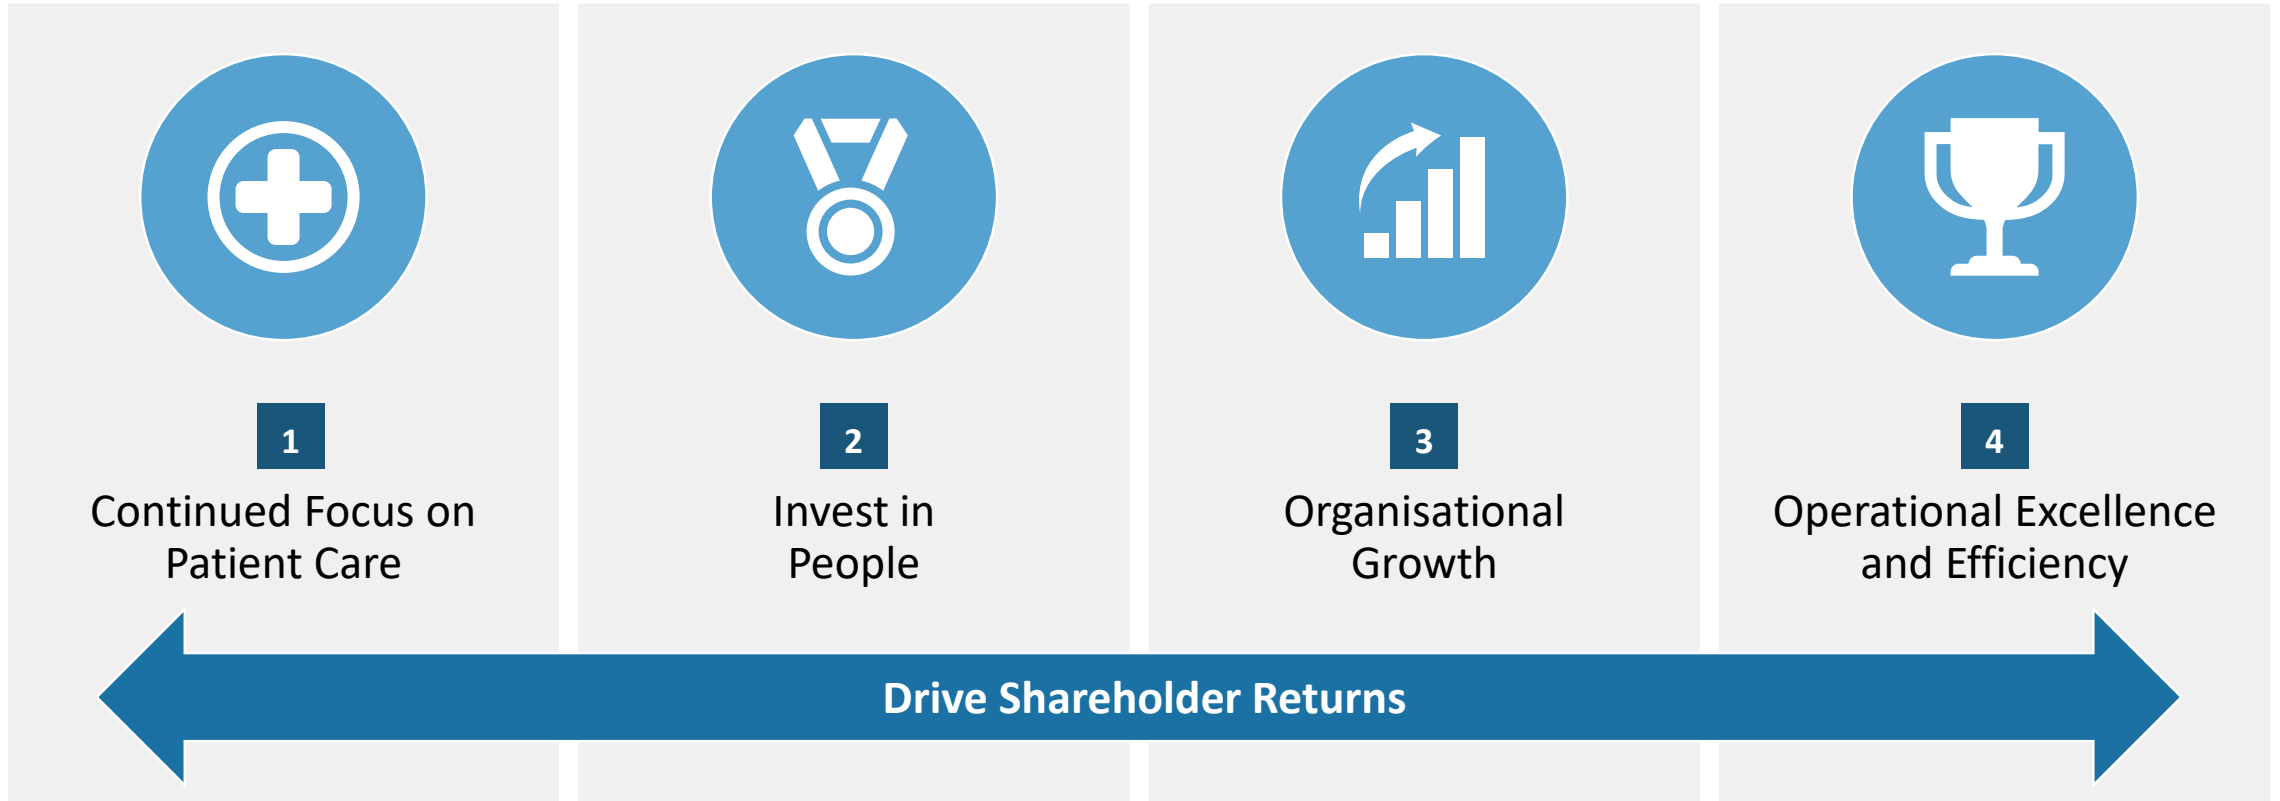 1
Continued Focus on
Patient Care
2
Invest in
People
3
Organisational
Growth
4
Operational Excellence
and Efficiency
Drive Shareholder Returns